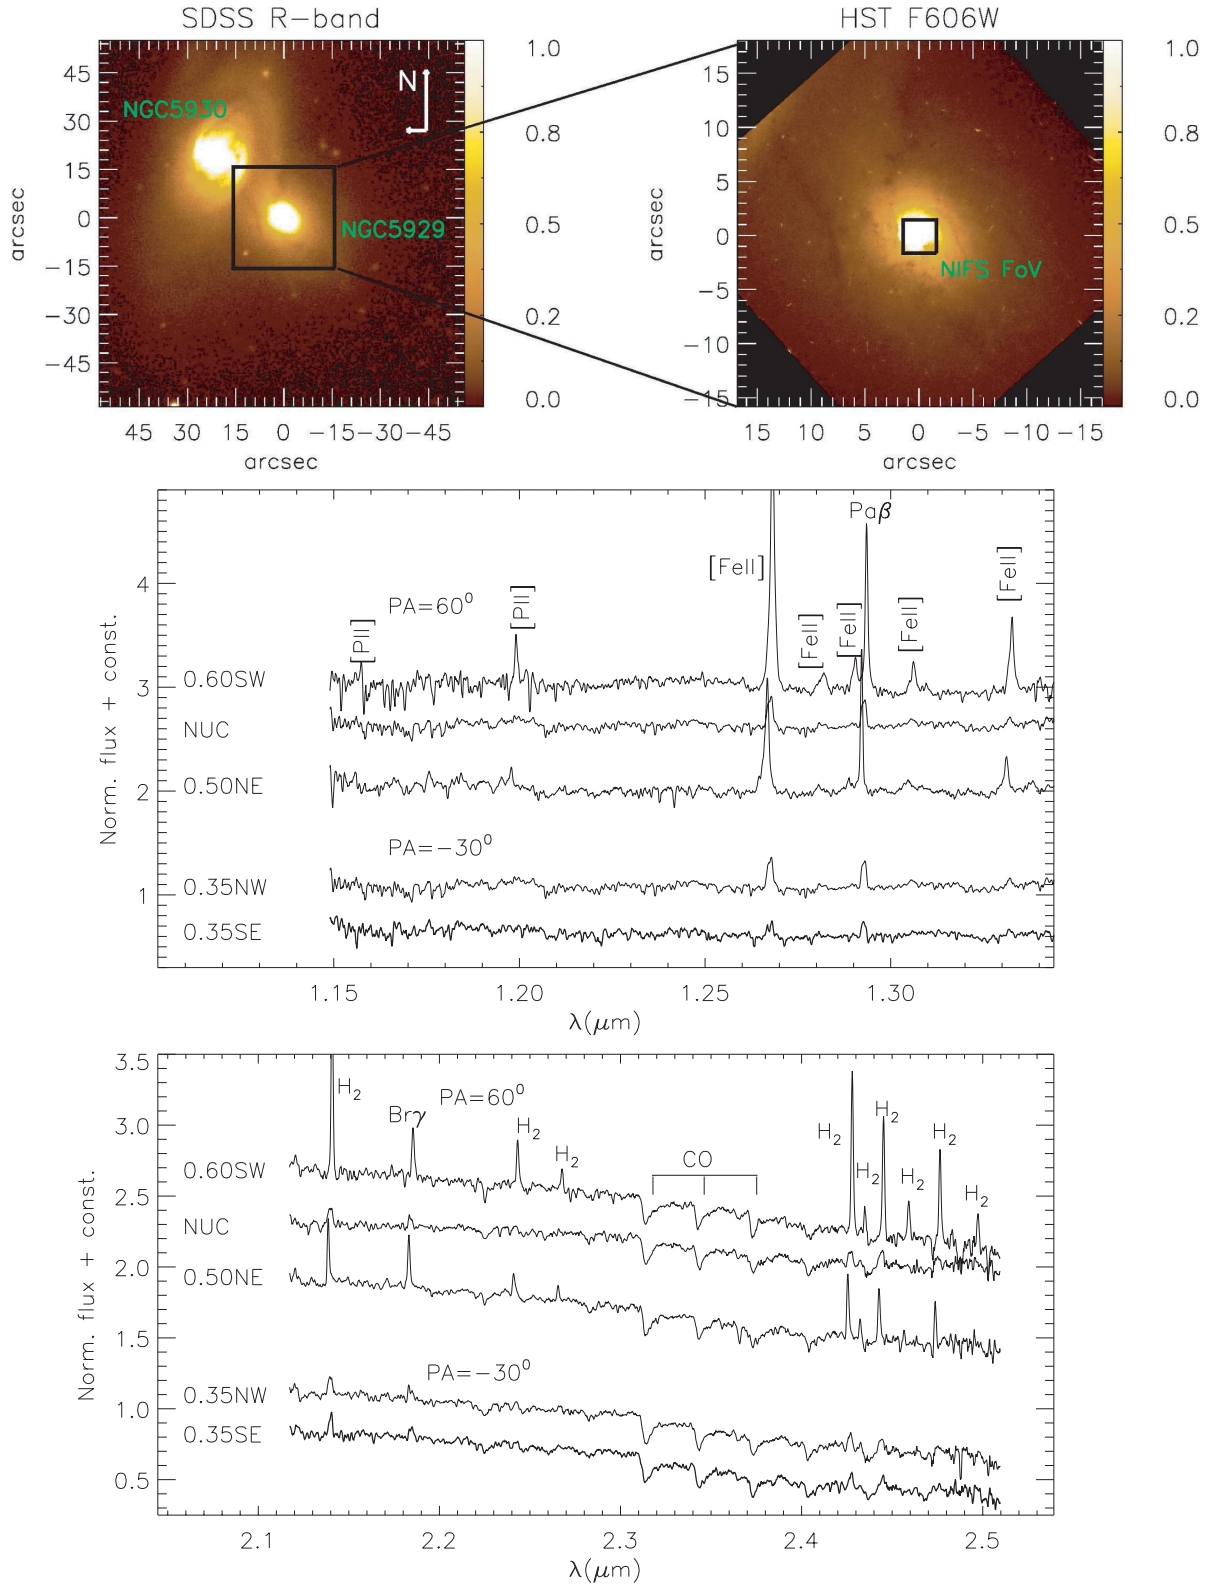 SDSS R-band
HST F606W
NGC5930
N
NGC5929
NIFS FoV
45
30
15
0
-15
-30
-45
arcsec
45 30 15 0 -15 -30 -45
arcsec
1.0
0.8
0.5
0.2
0.0
15
10
5
0
-5
-10
-15
arcsec
15 10 5 0 -5 -10 -15
arcsec
1.0
0.8
0.5
0.2
0.0
Paβ
[FeII]
[FeII]
[PII]
[PII]
[FeII]
[FeII]
[FeII]
PA=60⁰
0.60SW
NUC
0.50NE
PA=-30⁰
0.35NW
0.35SE
4
3
2
1
Norm. flux + const.
1.15 1.20 1.25 1.30
λ(μm)
H₂
PA=60⁰
Brγ
H₂
H₂
CO
H₂
H₂
H₂
H₂
H₂
H₂
0.60SW
NUC
0.50NE
PA=-30⁰
0.35NW
0.35SE
3.5
3.0
2.5
2.0
1.5
1.0
0.5
Norm. flux + const.
2.1 2.2 2.3 2.4 2.5
λ(μm)